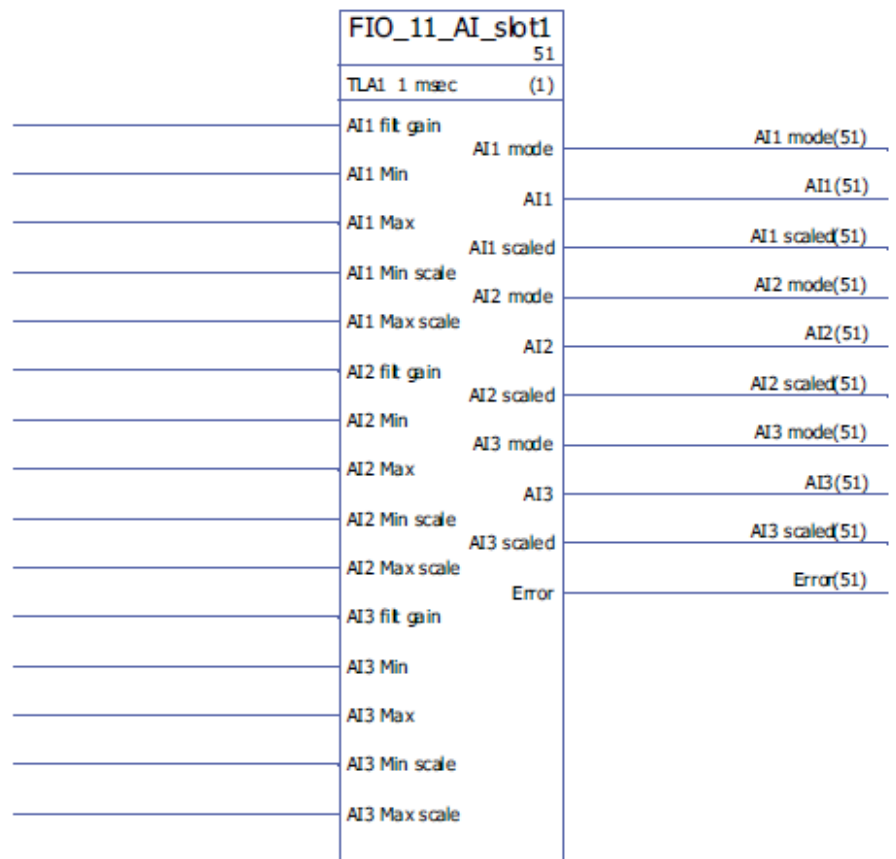 FIO_11_AI_slot1
51
TLA1 1 msec (1)
AI1 filt gain
AI1 mode AI1 mode(51)
AI1 Min
AI1 AI1(51)
AI1 Max
AI1 scaled AI1 scaled(51)
AI1 Min scale
AI2 mode AI2 mode(51)
AI1 Max scale
AI2 AI2(51)
AI2 filt gain
AI2 scaled AI2 scaled(51)
AI2 Min
AI3 mode AI3 mode(51)
AI2 Max
AI3 AI3(51)
AI2 Min scale
AI3 scaled AI3 scaled(51)
AI2 Max scale
Error Error(51)
AI3 filt gain
AI3 Min
AI3 Max
AI3 Min scale
AI3 Max scale